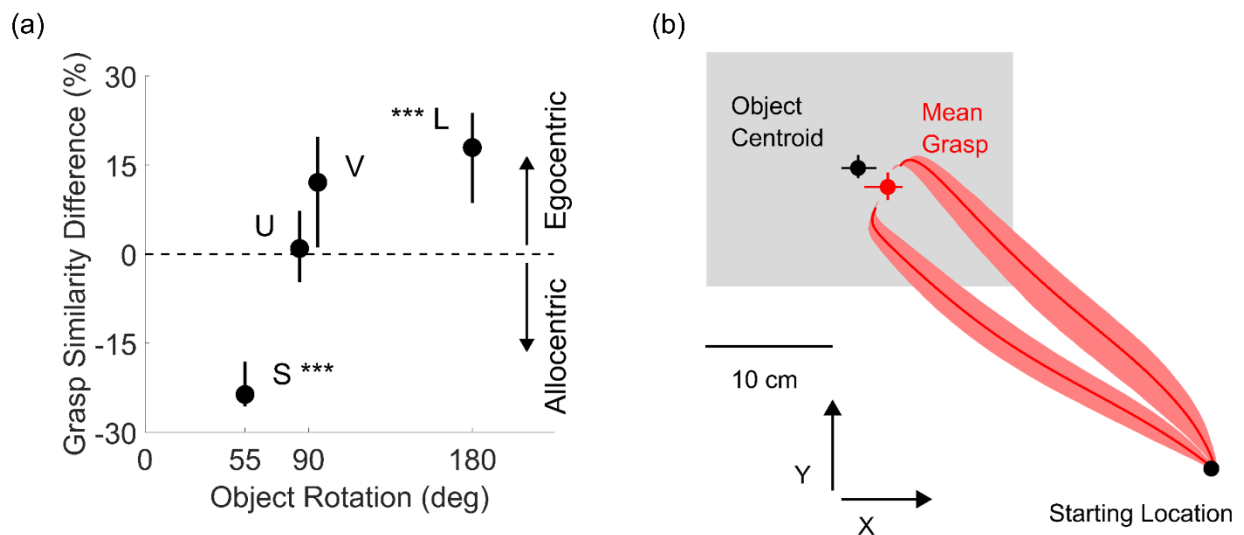 (a)
Grasp Similarity Difference (%)
30
15
0
-15
-30
*** L
V
U
S ***
Egocentric
Allocentric
0
55
90
180
Object Rotation (deg)
(b)
Object
Centroid
Mean
Grasp
10 cm
Y
X
Starting Location